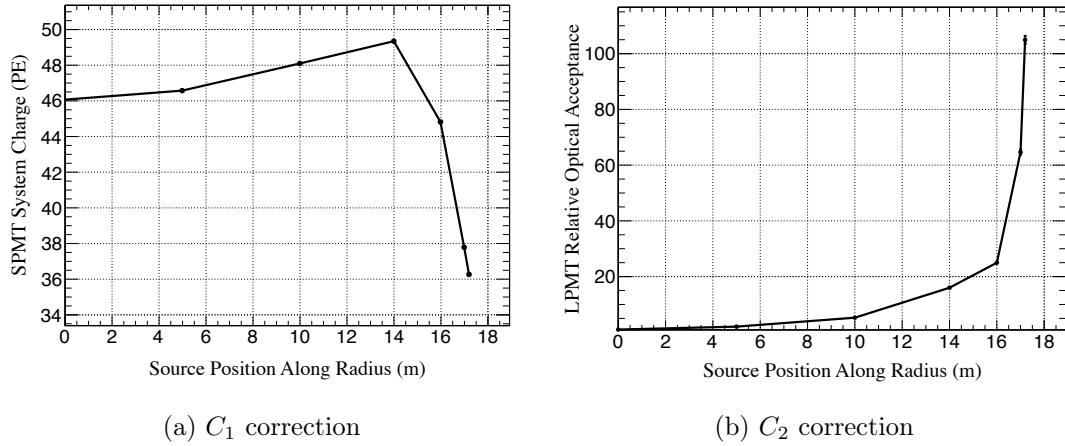 50
48
46
44
42
40
38
36
34
SPMT System Charge (PE)
0 2 4 6 8 10 12 14 16 18
Source Position Along Radius (m)
(a) C₁ correction
100
80
60
40
20
LPMT Relative Optical Acceptance
0 2 4 6 8 10 12 14 16 18
Source Position Along Radius (m)
(b) C₂ correction